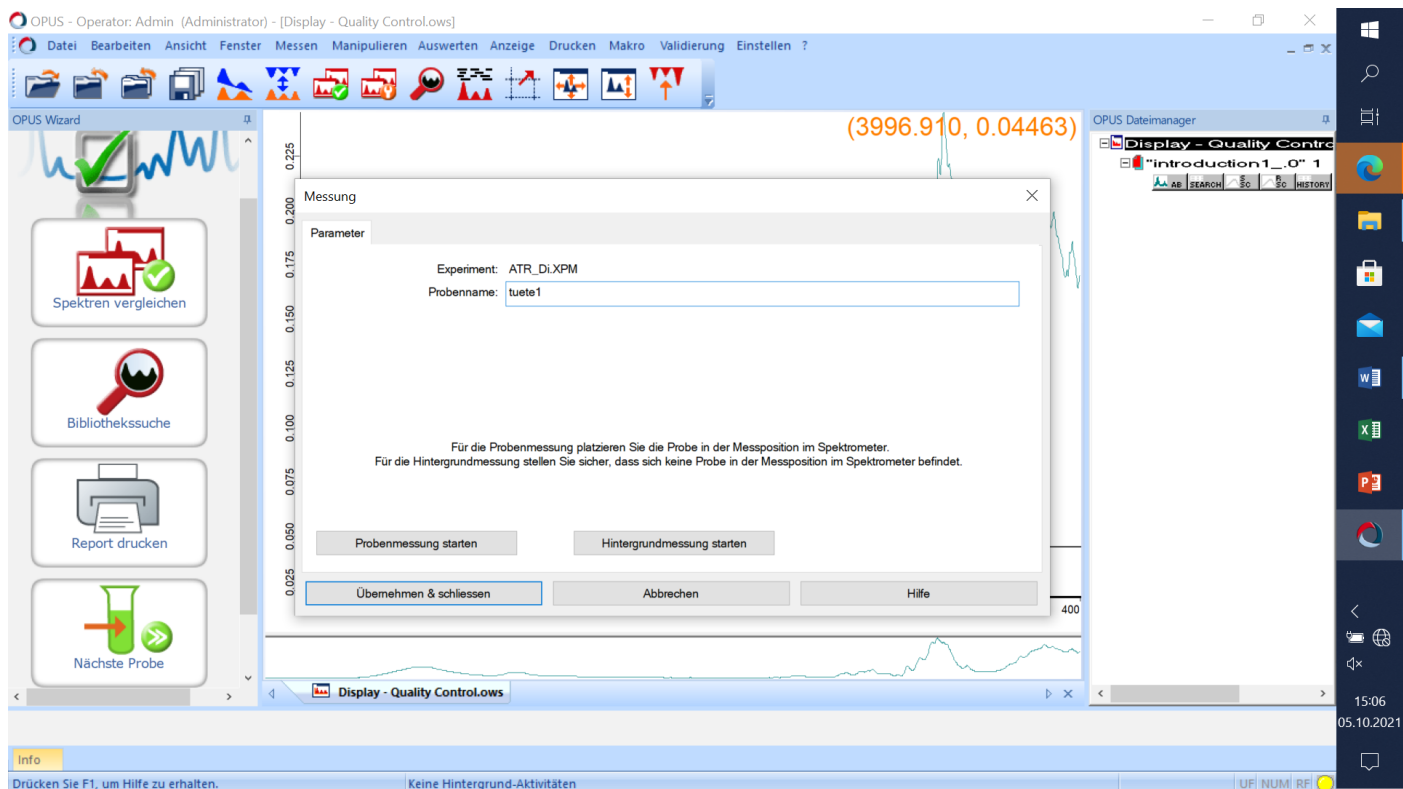 OPUS - Operator: Admin (Administrator) - [Display - Quality Control.ows]
Datei Bearbeiten Ansicht Fenster Messen Manipulieren Auswerten Anzeige Drucken Makro Validierung Einstellen ?
OPUS Wizard
Spektren vergleichen
Bibliothekssuche
Report drucken
Nächste Probe
(3996.910, 0.04463)
0.225
0.200
0.175
0.150
0.125
0.100
0.075
0.050
0.025
400
Messung
Parameter
Experiment: ATR_Di.XPM
Probenname: tuete1
Für die Probenmessung platzieren Sie die Probe in der Messposition im Spektrometer.
Für die Hintergrundmessung stellen Sie sicher, dass sich keine Probe in der Messposition im Spektrometer befindet.
Probenmessung starten Hintergrundmessung starten
Übernehmen & schliessen Abbrechen Hilfe
Display - Quality Control.ows
OPUS Dateimanager
Display - Quality Contro
"introduction1_.0" 1
AB SEARCH S SC R SC HISTORY
15:06
05.10.2021
Info
Drücken Sie F1, um Hilfe zu erhalten. Keine Hintergrund-Aktivitäten UF NUM RF